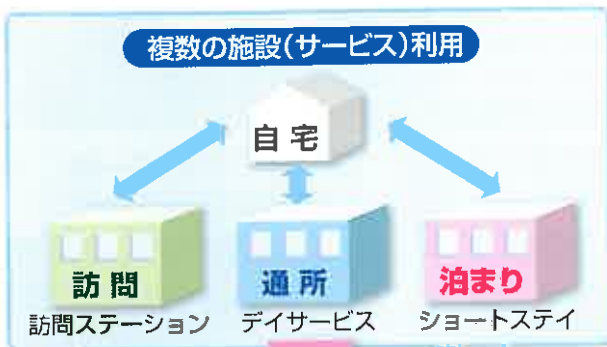 複数の施設(サービス)利用
自宅
訪問
通所
泊まり
訪問ステーション
デイサービス
ショートステイ